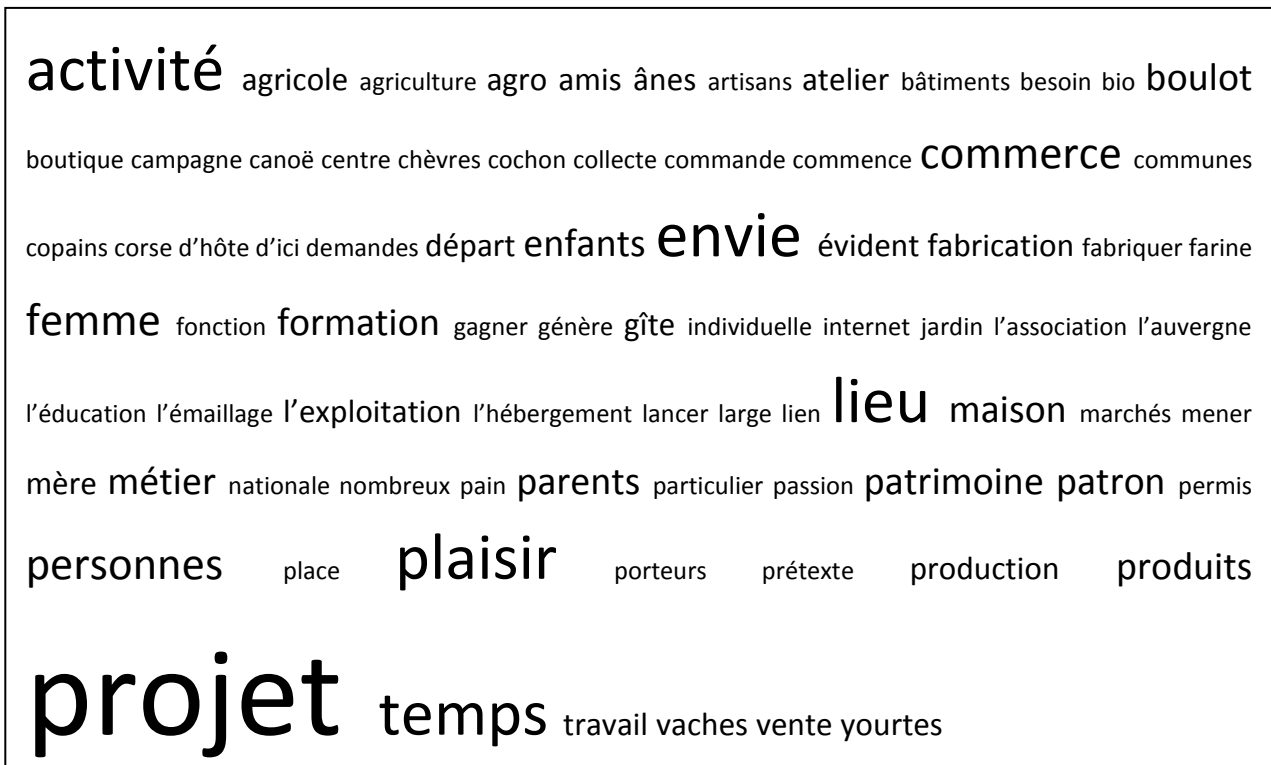 activité agricole agriculture agro amis ânes artisans atelier bâtiments besoin bio boulot
boutique campagne canoë centre chèvres cochon collecte commande commence commerce communes
copains corse d’hôte d’ici demandes départ enfants envie évident fabrication fabriquer farine
femme fonction formation gagner génère gîte individuelle internet jardin l’association l’auvergne
l’éducation l’émaillage l’exploitation l’hébergement lancer large lien lieu maison marchés mener
mère métier nationale nombreux pain parents particulier passion patrimoine patron permis
personnes place plaisir porteurs prétexte production produits
projet temps travail vaches vente yourtes